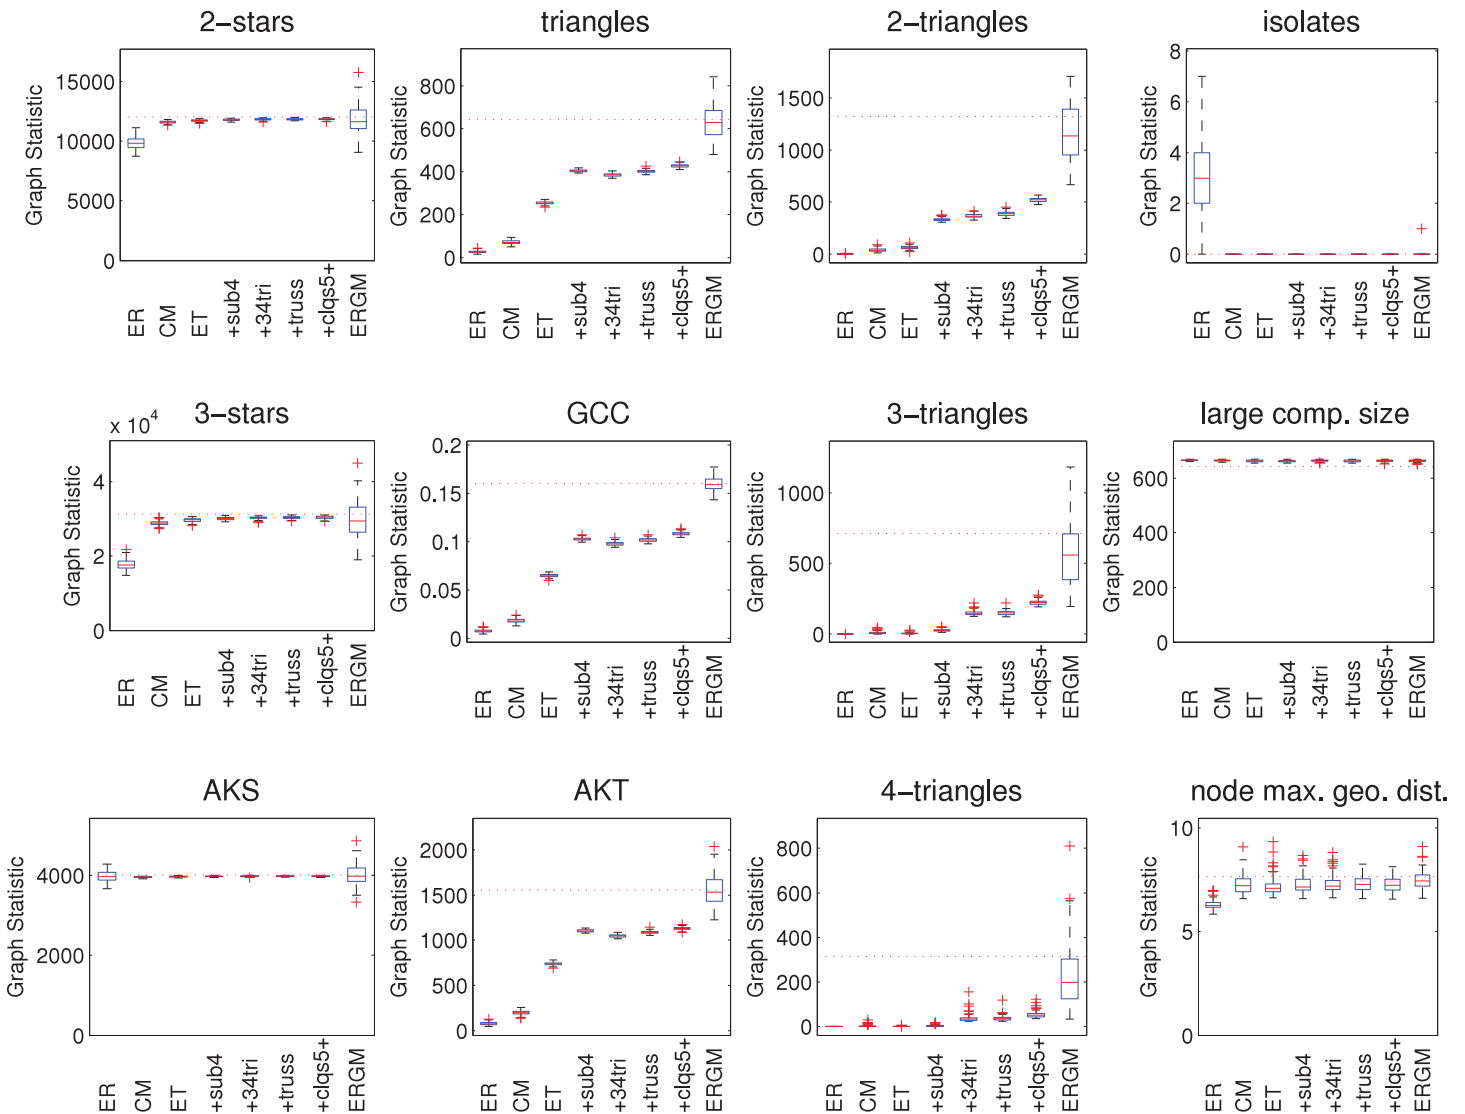 2−stars
15000
10000
5000
0
Graph Statistic
ER
CM
ET
+sub4
+34tri
+truss
+clqs5+
ERGM
triangles
800
600
400
200
0
Graph Statistic
ER
CM
ET
+sub4
+34tri
+truss
+clqs5+
ERGM
2−triangles
1500
1000
500
0
Graph Statistic
ER
CM
ET
+sub4
+34tri
+truss
+clqs5+
ERGM
isolates
8
6
4
2
0
Graph Statistic
ER
CM
ET
+sub4
+34tri
+truss
+clqs5+
ERGM
3−stars
x 10⁴
4
2
0
Graph Statistic
ER
CM
ET
+sub4
+34tri
+truss
+clqs5+
ERGM
GCC
0.2
0.15
0.1
0.05
0
Graph Statistic
ER
CM
ET
+sub4
+34tri
+truss
+clqs5+
ERGM
3−triangles
1000
500
0
Graph Statistic
ER
CM
ET
+sub4
+34tri
+truss
+clqs5+
ERGM
large comp. size
600
400
200
0
Graph Statistic
ER
CM
ET
+sub4
+34tri
+truss
+clqs5+
ERGM
AKS
4000
2000
0
Graph Statistic
ER
CM
ET
+sub4
+34tri
+truss
+clqs5+
ERGM
AKT
2000
1500
1000
500
0
Graph Statistic
ER
CM
ET
+sub4
+34tri
+truss
+clqs5+
ERGM
4−triangles
800
600
400
200
0
Graph Statistic
ER
CM
ET
+sub4
+34tri
+truss
+clqs5+
ERGM
node max. geo. dist.
10
5
0
Graph Statistic
ER
CM
ET
+sub4
+34tri
+truss
+clqs5+
ERGM